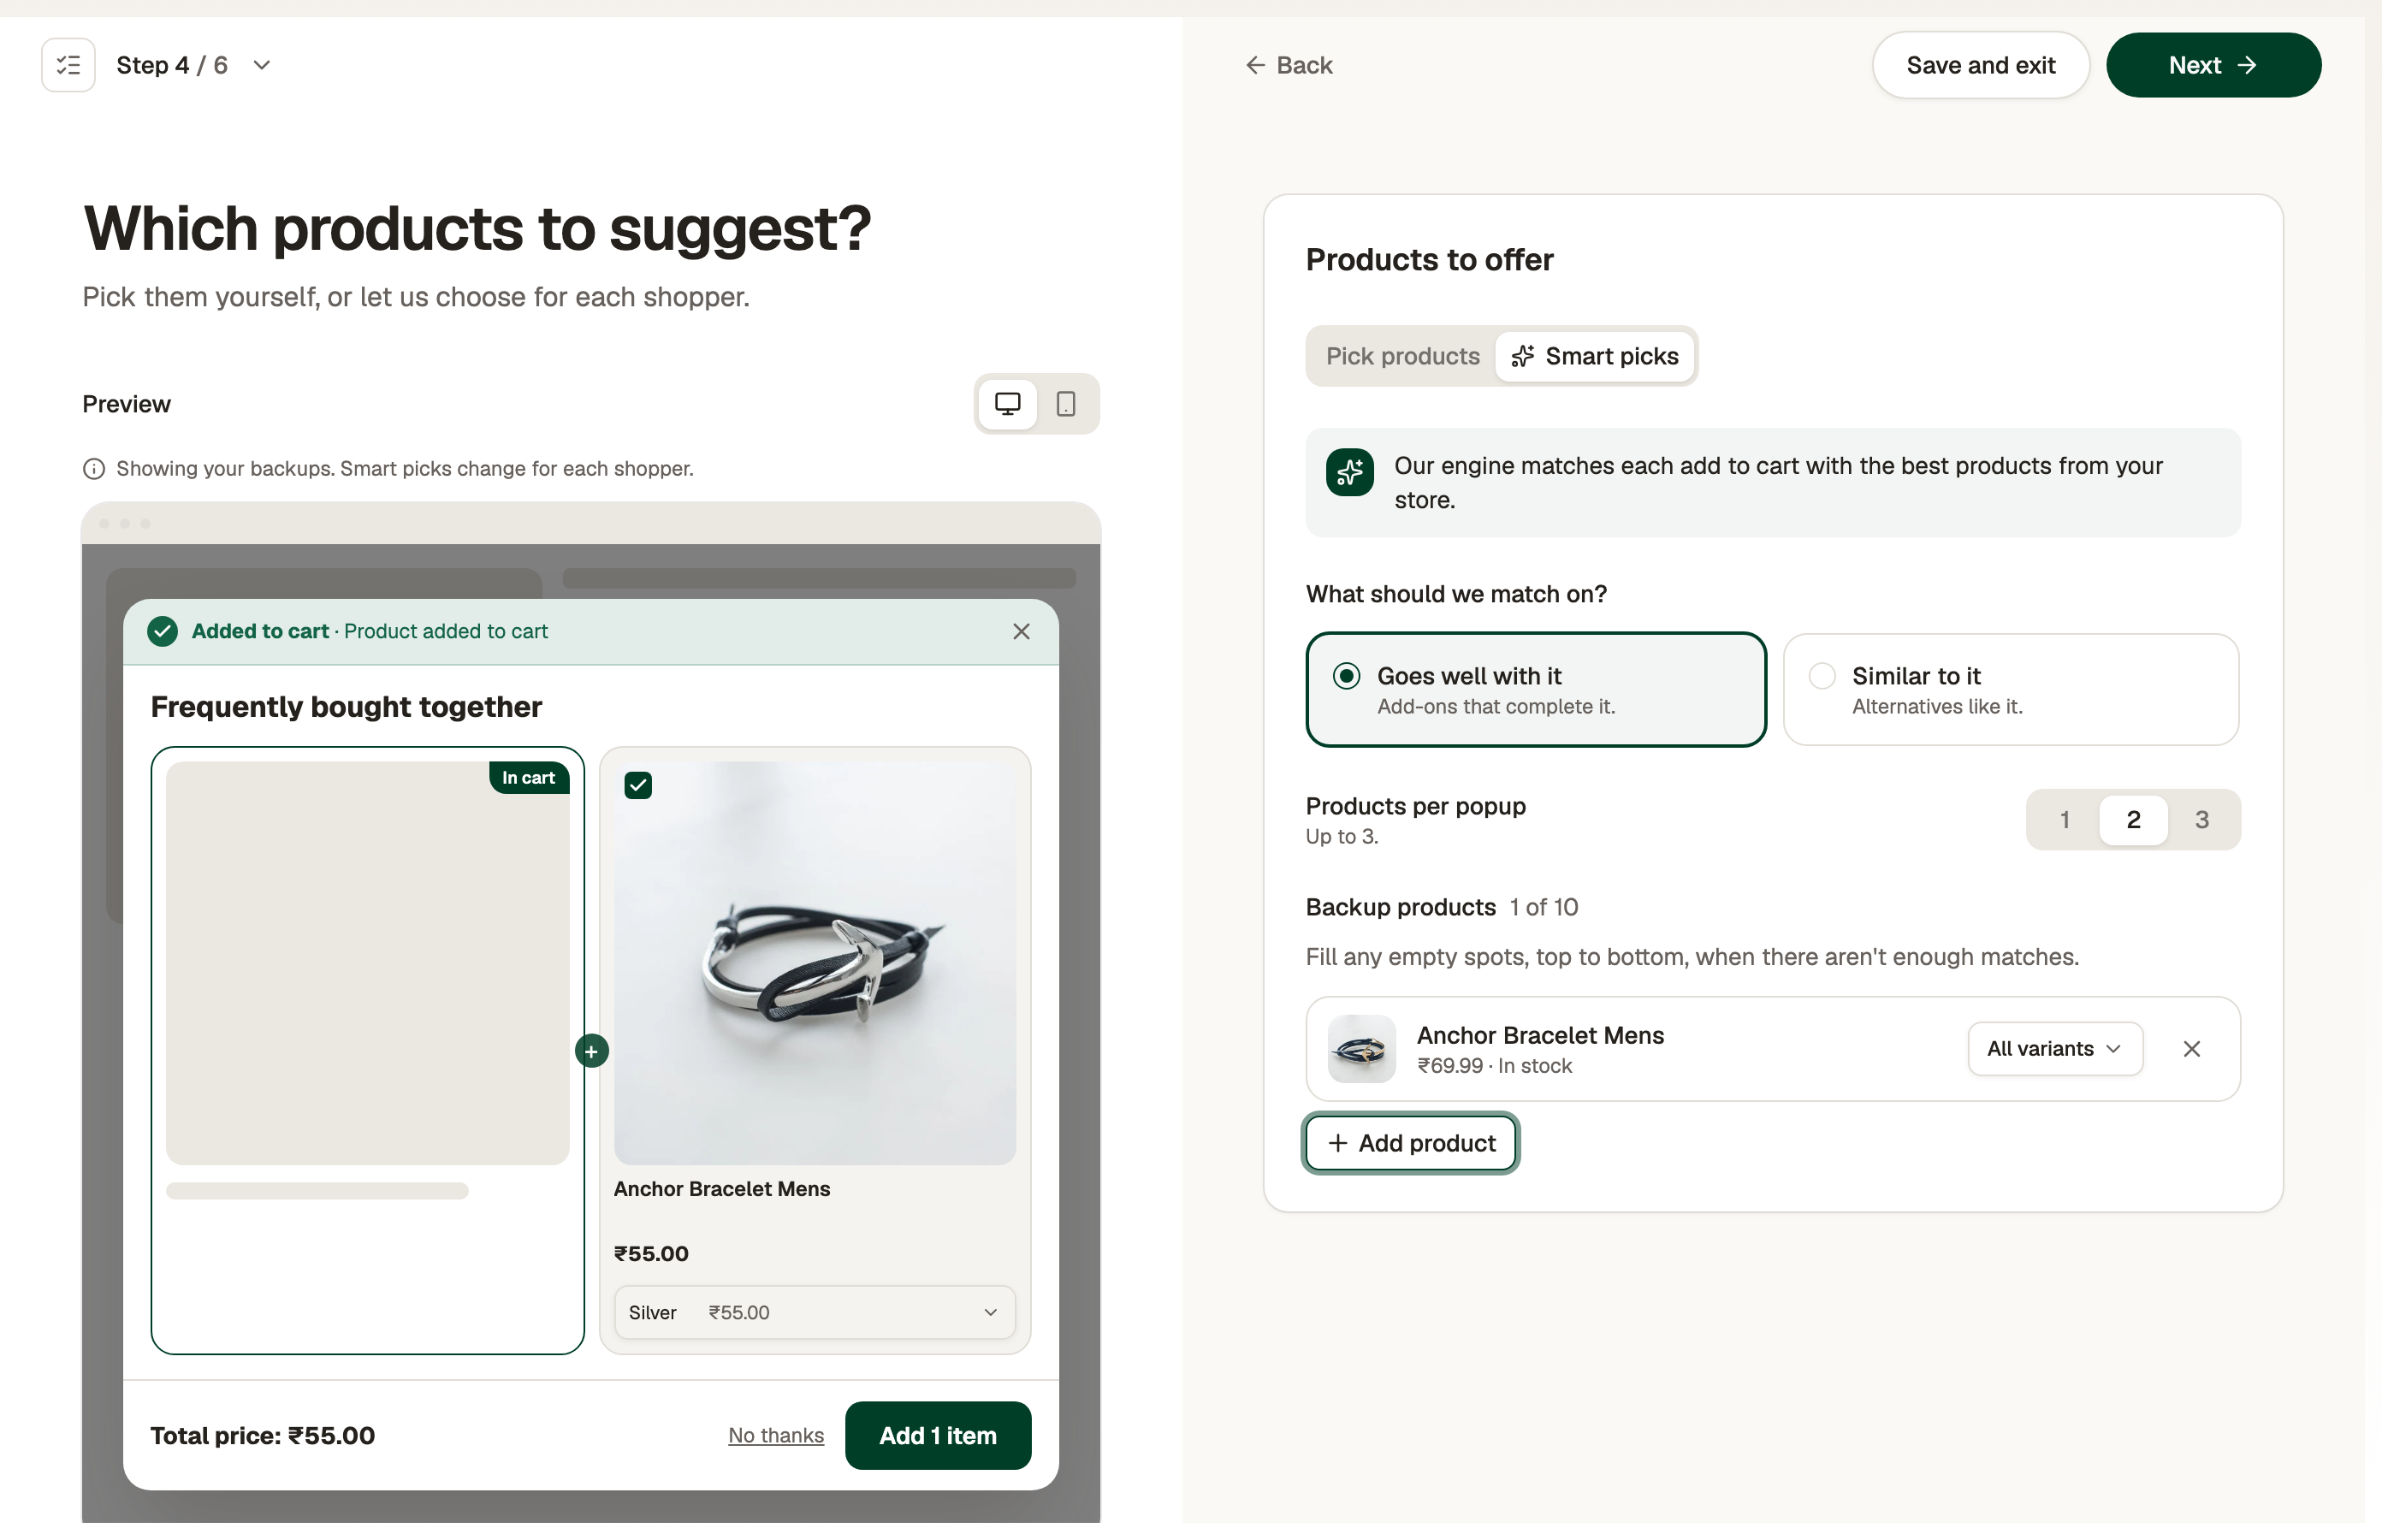 Step 4 / 6
Back
Save and exit
Next
Which products to suggest?
Pick them yourself, or let us choose for each shopper.
Preview
Showing your backups. Smart picks change for each shopper.
Added to cart · Product added to cart
Frequently bought together
In cart
Anchor Bracelet Mens
₹55.00
Silver ₹55.00
Total price: ₹55.00
No thanks
Add 1 item
Products to offer
Pick products
Smart picks
Our engine matches each add to cart with the best products from your
store.
What should we match on?
Goes well with it
Add-ons that complete it.
Similar to it
Alternatives like it.
Products per popup
Up to 3.
1 2 3
Backup products 1 of 10
Fill any empty spots, top to bottom, when there aren't enough matches.
Anchor Bracelet Mens
₹69.99 · In stock
All variants
Add product